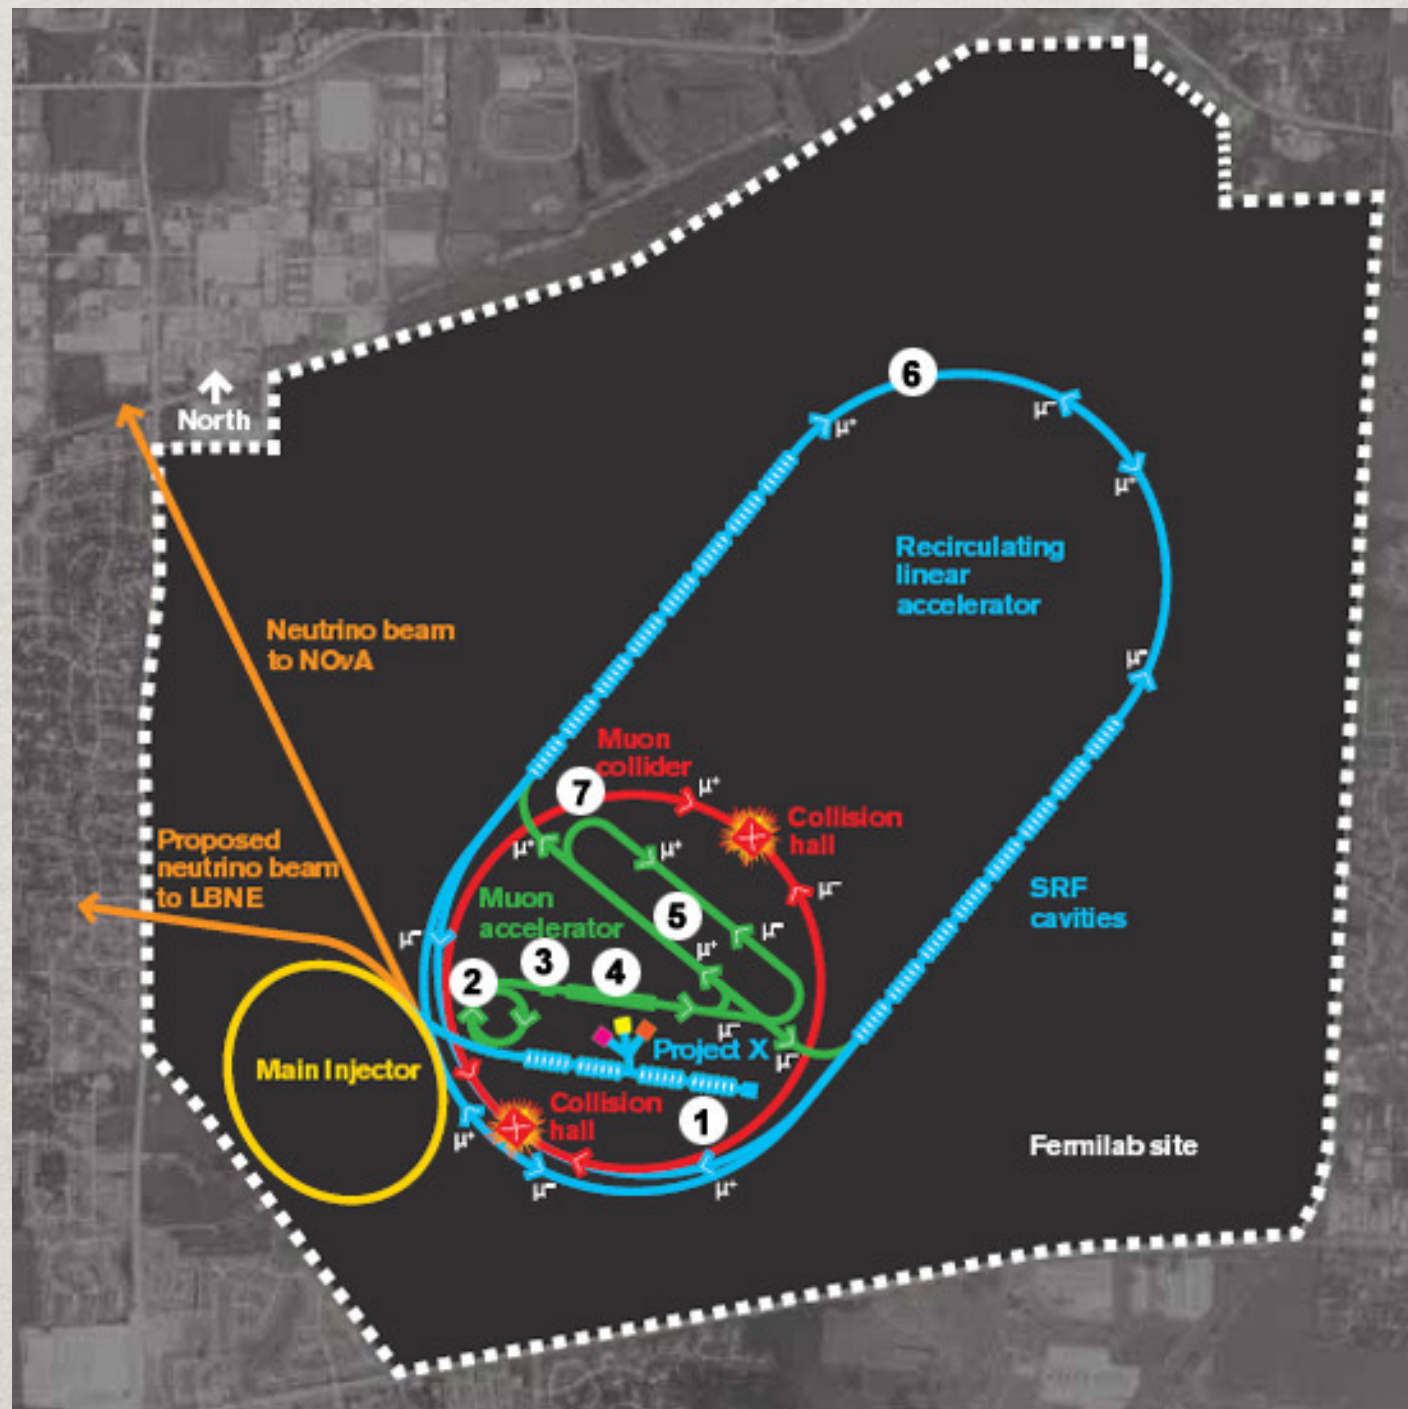 6
μ⁻
μ⁺
North
μ⁺
Recirculating
linear
accelerator
Neutrino beam
to NOvA
μ⁻
Muon
collider
7
μ⁺
Collision
hall
Proposed
neutrino beam
to LBNE
μ⁺
μ⁺
Muon
accelerator
5
μ⁻
SRF
cavities
μ⁻
μ⁻
μ⁺
2
3
4
μ⁻
Project X
μ⁻
Main Injector
Collision
hall
1
μ⁺
Fermilab site
μ⁻
μ⁺